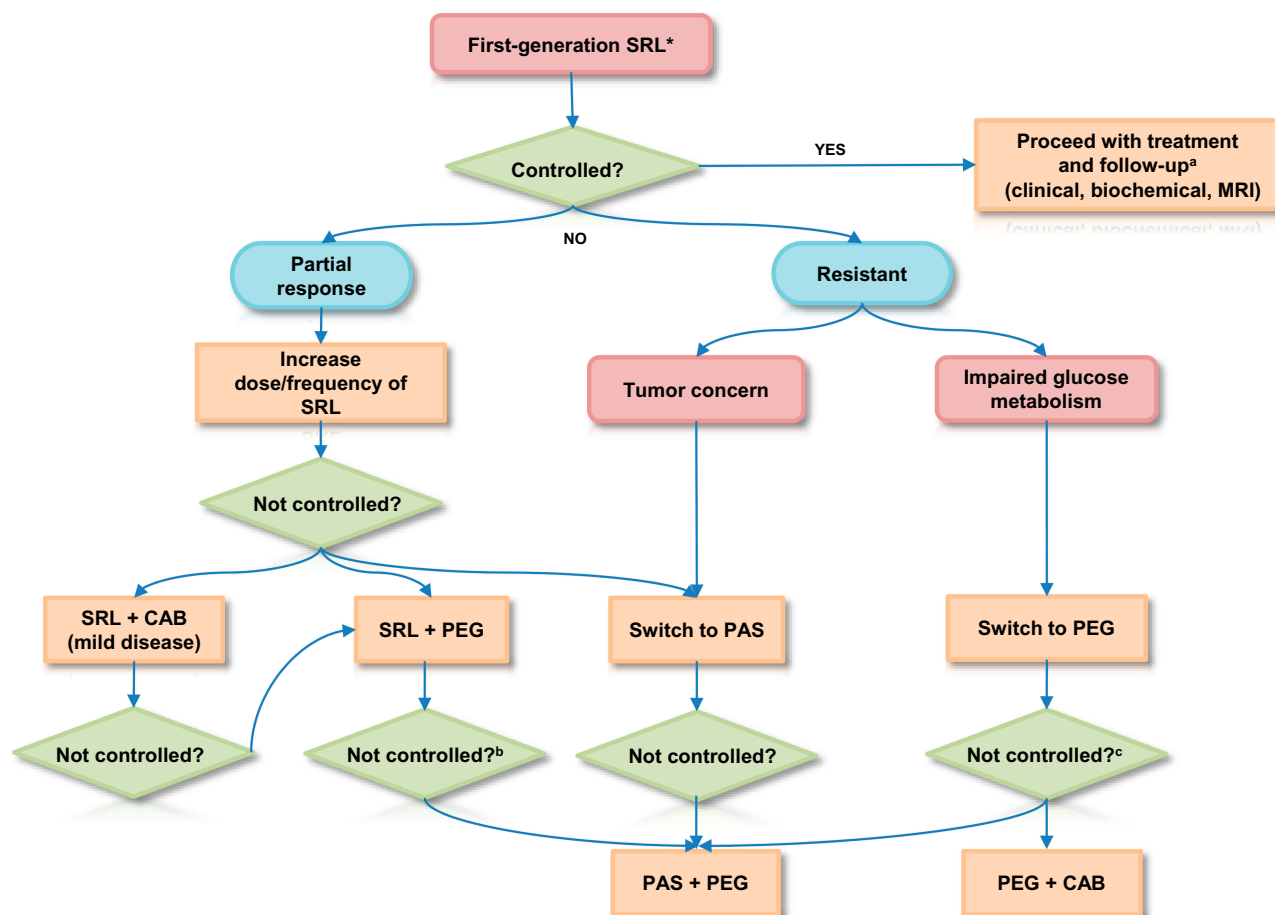 First-generation SRL*
Controlled?
YES
Proceed with treatment
and follow-upᵃ
(clinical, biochemical, MRI)
NO
Partial
response
Resistant
Increase
dose/frequency of
SRL
Tumor concern
Impaired glucose
metabolism
Not controlled?
SRL + CAB
(mild disease)
SRL + PEG
Switch to PAS
Switch to PEG
Not controlled?
Not controlled?ᵇ
Not controlled?
Not controlled?ᶜ
PAS + PEG
PEG + CAB